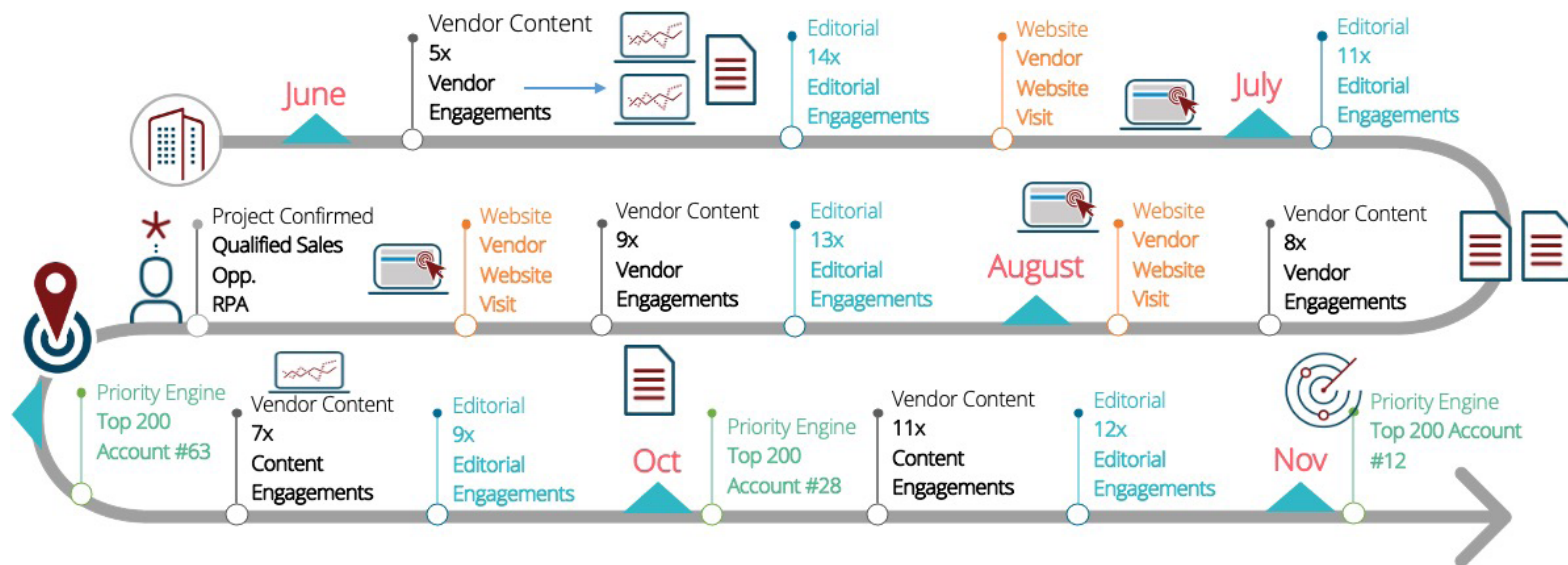 June
Vendor Content
5x
Vendor
Engagements
Editorial
14x
Editorial
Engagements
Website
Vendor
Website
Visit
July
Editorial
11x
Editorial
Engagements
Project Confirmed
Qualified Sales
Opp.
RPA
Website
Vendor
Website
Visit
Vendor Content
9x
Vendor
Engagements
Editorial
13x
Editorial
Engagements
August
Website
Vendor
Website
Visit
Vendor Content
8x
Vendor
Engagements
Priority Engine
Top 200
Account #63
Vendor Content
7x
Content
Engagements
Editorial
9x
Editorial
Engagements
Oct
Priority Engine
Top 200
Account #28
Vendor Content
11x
Content
Engagements
Editorial
12x
Editorial
Engagements
Nov
Priority Engine
Top 200 Account
#12